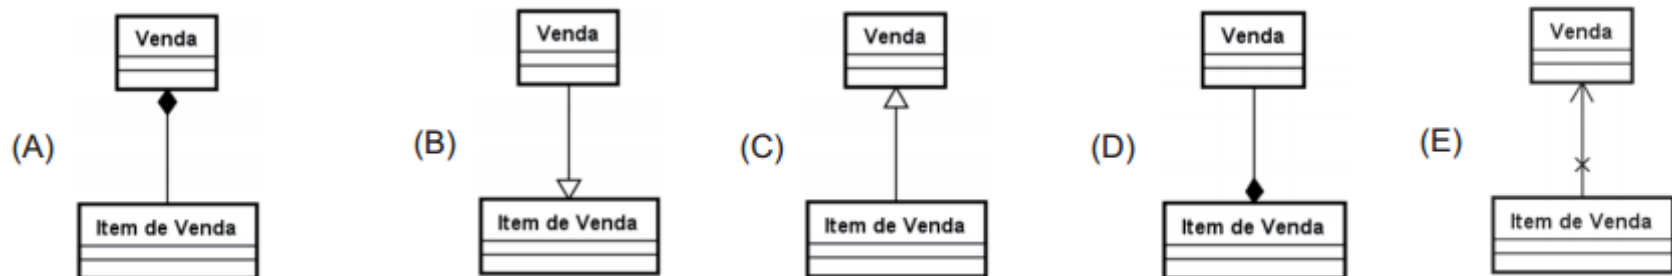 (A)
Venda
Item de Venda
(B)
Venda
Item de Venda
(C)
Venda
Item de Venda
(D)
Venda
Item de Venda
(E)
Venda
Item de Venda